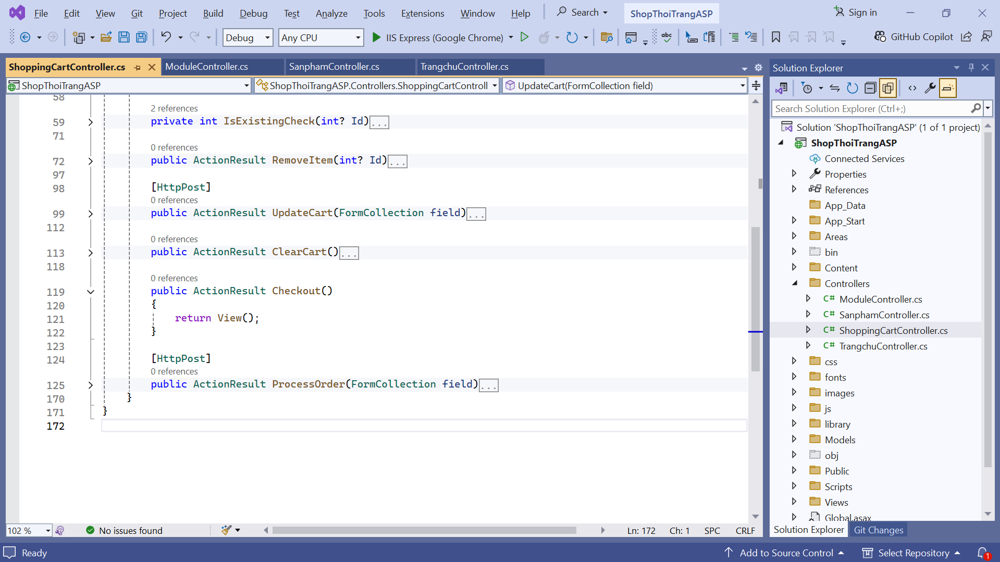 File Edit View Git Project Build Debug Test Analyze Tools Extensions Window Help Search ShopThoiTrangASP Sign in
Debug Any CPU IIS Express (Google Chrome) abc GitHub Copilot
ShoppingCartController.cs ModuleController.cs SanphamController.cs TrangchuController.cs
ShopThoiTrangASP ShopThoiTrangASP.Controllers.ShoppingCartControll UpdateCart(FormCollection field)
58
2 references
59 private int IsExistingCheck(int? Id)...
71
0 references
72 public ActionResult RemoveItem(int? Id)...
97
98 [HttpPost]
0 references
99 public ActionResult UpdateCart(FormCollection field)...
112
0 references
113 public ActionResult ClearCart()...
118
0 references
119 public ActionResult Checkout()
120 {
121 return View();
122 }
123
124 [HttpPost]
0 references
125 public ActionResult ProcessOrder(FormCollection field)...
170 }
171 }
172
102 % No issues found Ln: 172 Ch: 1 SPC CRLF
Solution Explorer
Search Solution Explorer (Ctrl+;)
Solution 'ShopThoiTrangASP' (1 of 1 project)
ShopThoiTrangASP
Connected Services
Properties
References
App_Data
App_Start
Areas
bin
Content
Controllers
C# ModuleController.cs
C# SanphamController.cs
C# ShoppingCartController.cs
C# TrangchuController.cs
css
fonts
images
js
library
Models
obj
Public
Scripts
Views
Global.asax
Solution Explorer Git Changes
Ready Add to Source Control Select Repository 1